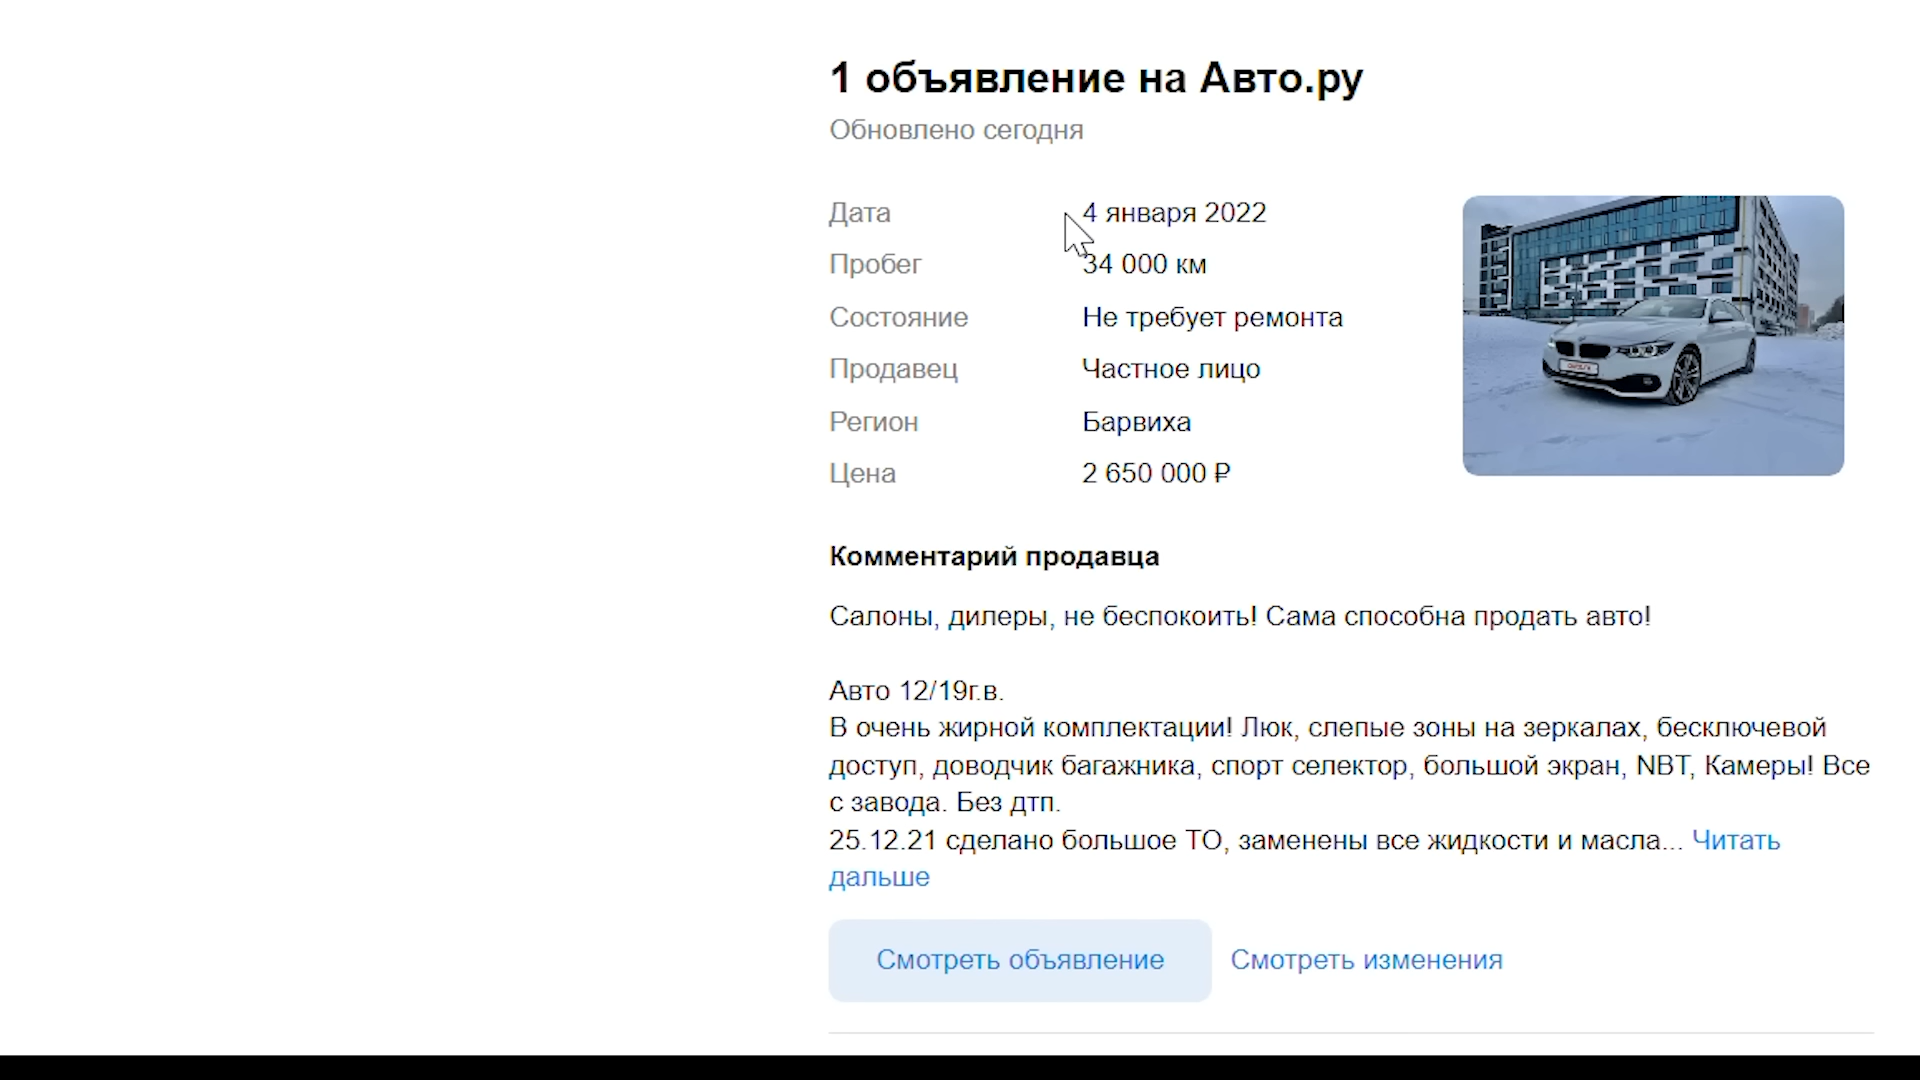 1 объявление на Авто.ру
Обновлено сегодня
Дата 4 января 2022
Пробег 34 000 км
Состояние Не требует ремонта
Продавец Частное лицо
Регион Барвиха
Цена 2 650 000 ₽
Комментарий продавца
Салоны, дилеры, не беспокоить! Сама способна продать авто!
Авто 12/19г.в.
В очень жирной комплектации! Люк, слепые зоны на зеркалах, бесключевой
доступ, доводчик багажника, спорт селектор, большой экран, NBT, Камеры! Все
с завода. Без дтп.
25.12.21 сделано большое ТО, заменены все жидкости и масла... Читать
дальше
Смотреть объявление Смотреть изменения